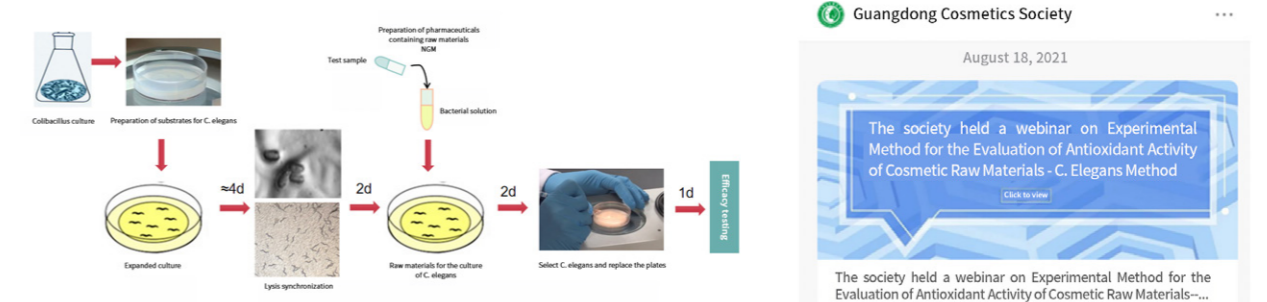 Colibacillus culture
Preparation of substrates for C. elegans
Preparation of pharmaceuticals
containing raw materials
NGM
Test sample
Bacterial solution
≈4d
2d
2d
1d
Efficacy testing
Expanded culture
Lysis synchronization
Raw materials for the culture
of C. elegans
Select C. elegans and replace the plates
Guangdong Cosmetics Society
August 18, 2021
The society held a webinar on Experimental
Method for the Evaluation of Antioxidant Activity
of Cosmetic Raw Materials - C. Elegans Method
Click to view
The society held a webinar on Experimental Method for the
Evaluation of Antioxidant Activity of Cosmetic Raw Materials--...